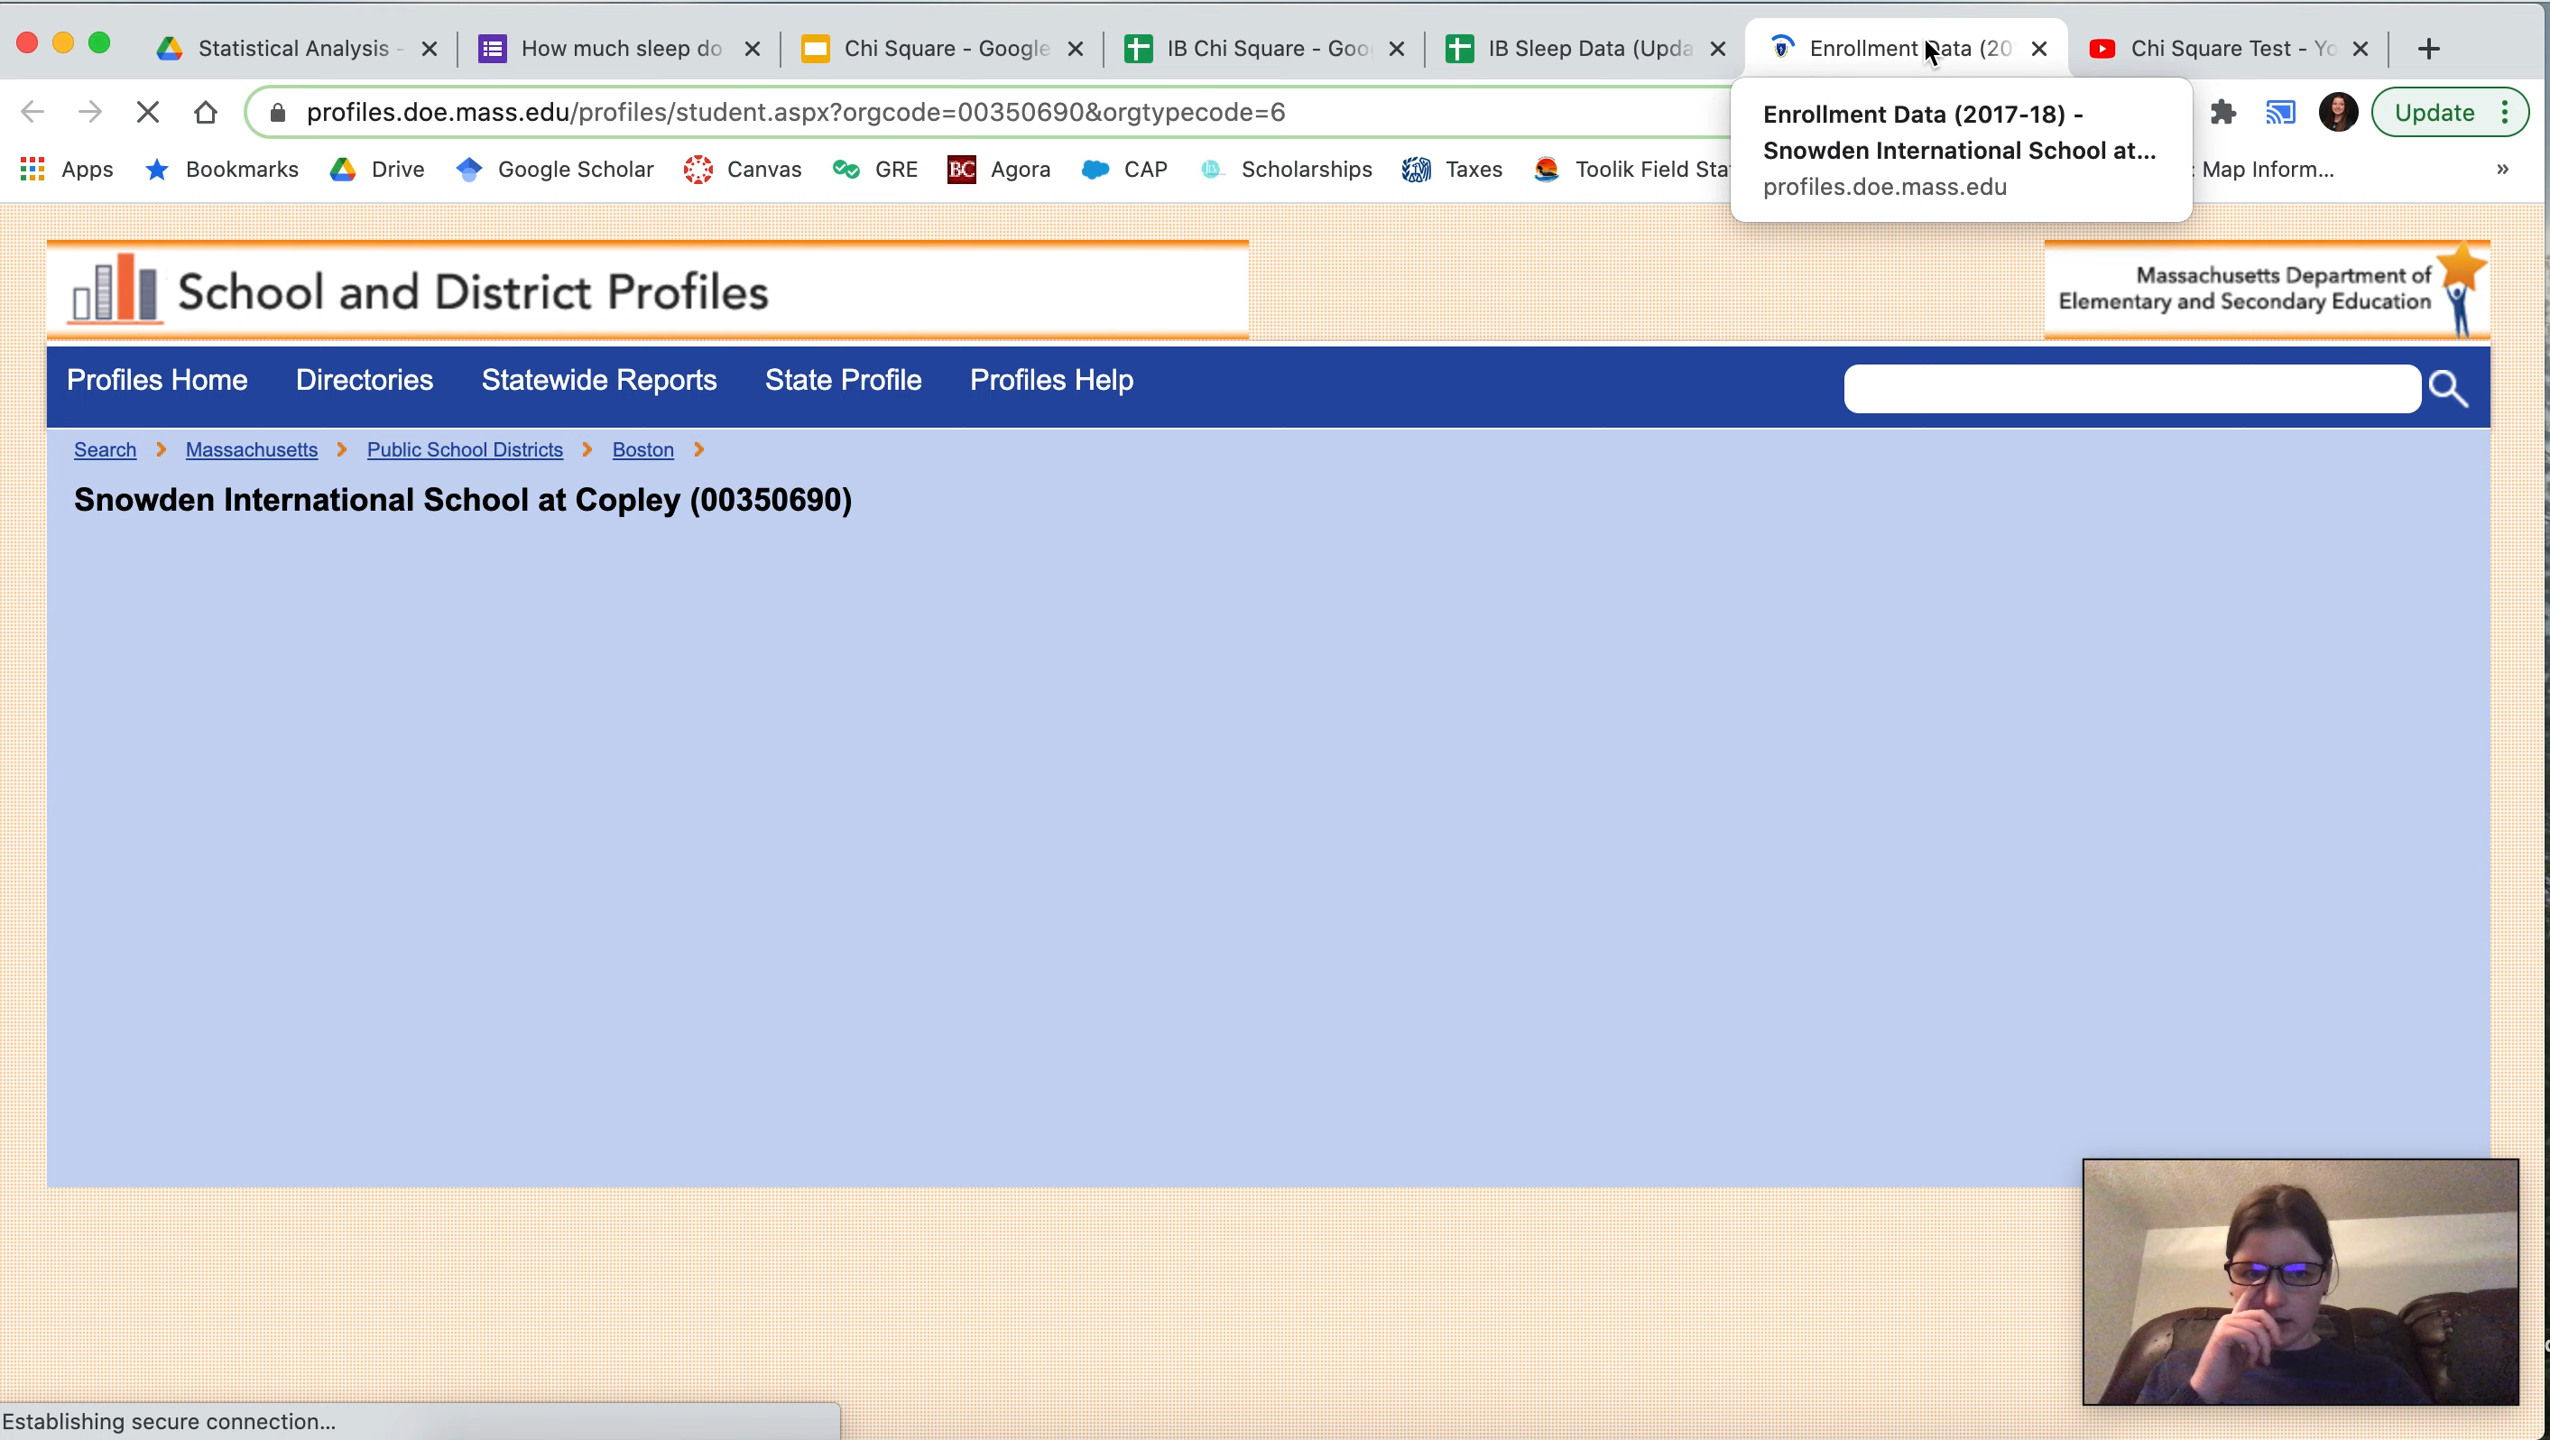 Statistical Analysis -
How much sleep do
Chi Square - Google
IB Chi Square - Goo
IB Sleep Data (Upda
Enrollment Data (20
Chi Square Test - Yo
profiles.doe.mass.edu/profiles/student.aspx?orgcode=00350690&orgtypecode=6
Update
Enrollment Data (2017-18) -
Snowden International School at...
profiles.doe.mass.edu
Apps
Bookmarks
Drive
Google Scholar
Canvas
GRE
BC Agora
CAP
Scholarships
Taxes
Toolik Field Sta
: Map Inform...
»
School and District Profiles
Massachusetts Department of
Elementary and Secondary Education
Profiles Home Directories Statewide Reports State Profile Profiles Help
Search > Massachusetts > Public School Districts > Boston >
Snowden International School at Copley (00350690)
Establishing secure connection...